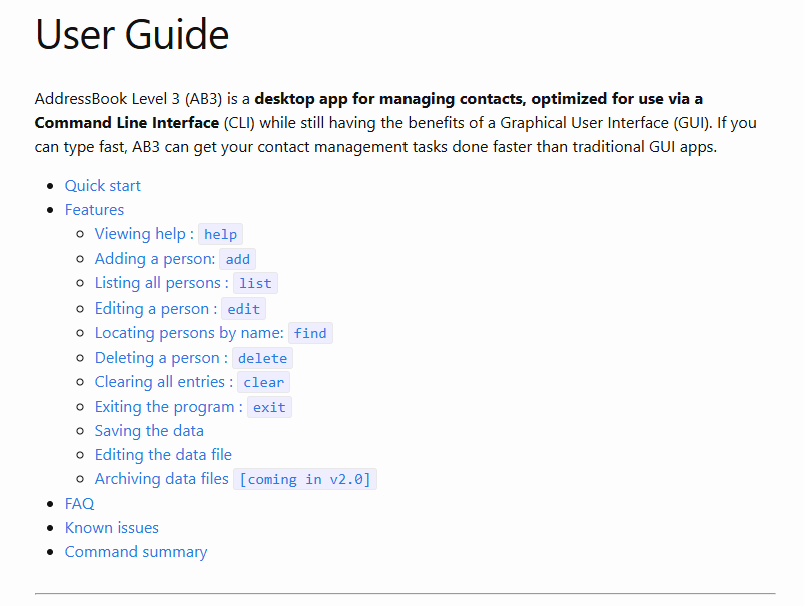 User Guide
AddressBook Level 3 (AB3) is a desktop app for managing contacts, optimized for use via a
Command Line Interface (CLI) while still having the benefits of a Graphical User Interface (GUI). If you
can type fast, AB3 can get your contact management tasks done faster than traditional GUI apps.
Quick start
Features
Viewing help : help
Adding a person: add
Listing all persons : list
Editing a person : edit
Locating persons by name: find
Deleting a person : delete
Clearing all entries : clear
Exiting the program : exit
Saving the data
Editing the data file
Archiving data files [coming in v2.0]
FAQ
Known issues
Command summary